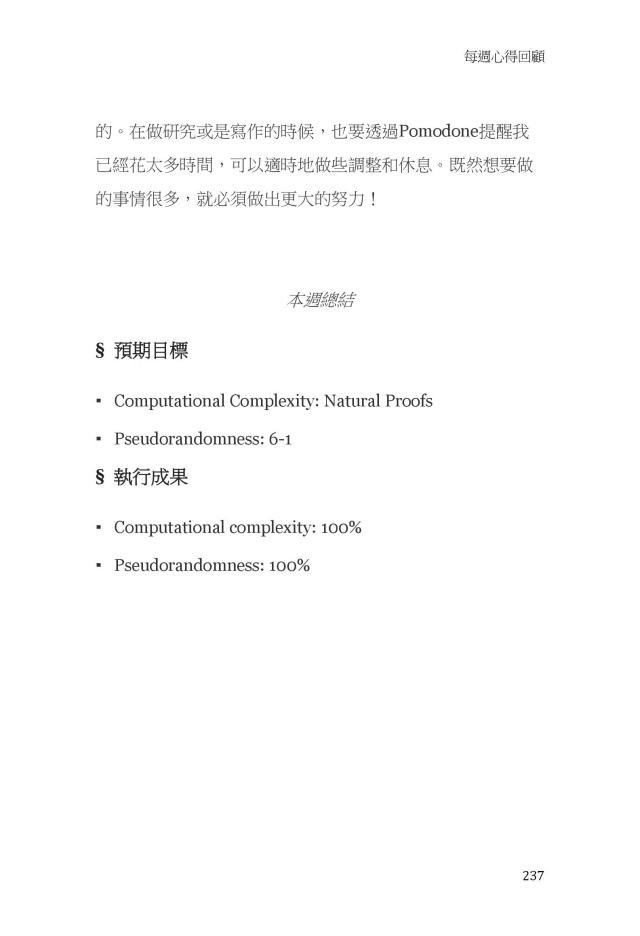 每週心得回顧
的。在做研究或是寫作的時候，也要透過Pomodone提醒我
已經花太多時間，可以適時地做些調整和休息。既然想要做
的事情很多，就必須做出更大的努力！
本週總結
§ 預期目標
▪ Computational Complexity: Natural Proofs
▪ Pseudorandomness: 6-1
§ 執行成果
▪ Computational complexity: 100%
▪ Pseudorandomness: 100%
237